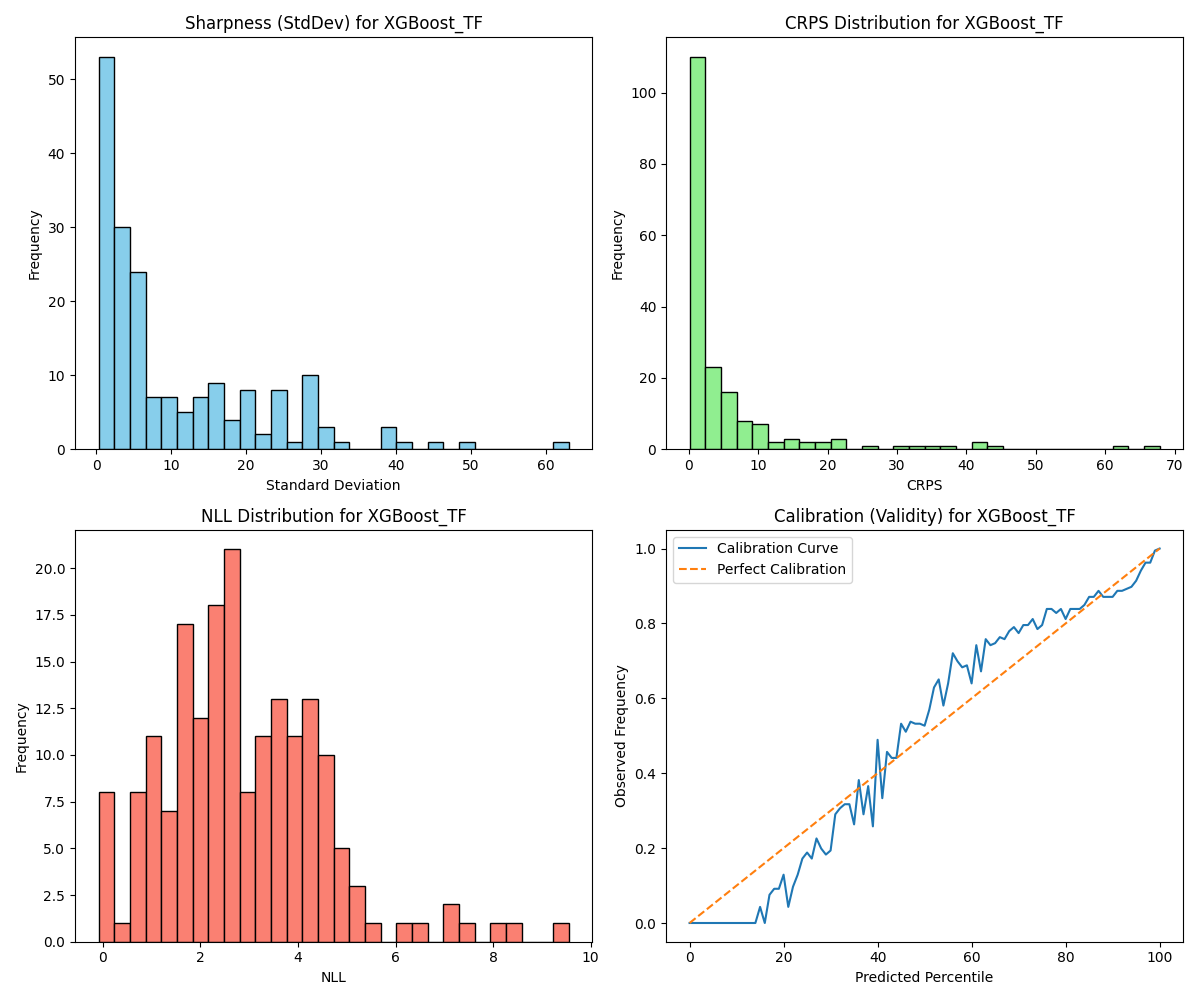 Sharpness (StdDev) for XGBoost_TF
Frequency
50
40
30
20
10
0
0 10 20 30 40 50 60
Standard Deviation
CRPS Distribution for XGBoost_TF
Frequency
100
80
60
40
20
0
0 10 20 30 40 50 60 70
CRPS
NLL Distribution for XGBoost_TF
Frequency
20.0
17.5
15.0
12.5
10.0
7.5
5.0
2.5
0.0
0 2 4 6 8 10
NLL
Calibration (Validity) for XGBoost_TF
Calibration Curve
Perfect Calibration
Observed Frequency
1.0
0.8
0.6
0.4
0.2
0.0
0 20 40 60 80 100
Predicted Percentile